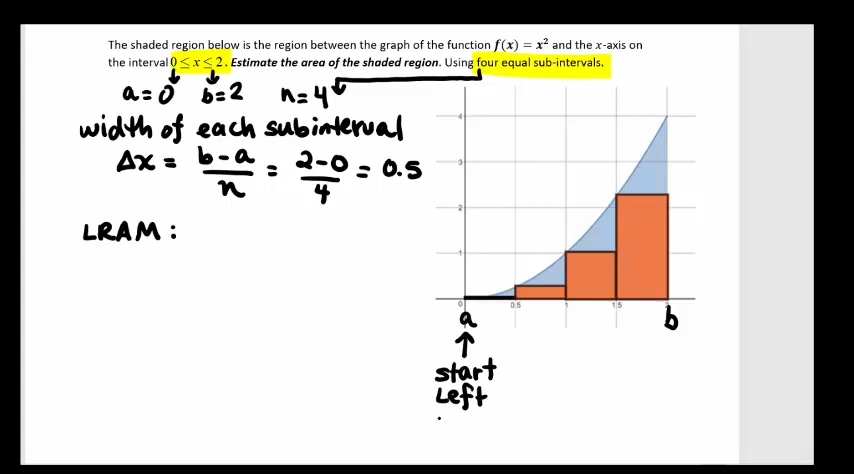 The shaded region below is the region between the graph of the function f(x) = x² and the x-axis on
the interval 0 ≤ x ≤ 2. Estimate the area of the shaded region. Using four equal sub-intervals.
a=0 b=2 n=4
width of each subinterval
Δx = b-a/n = 2-0/4 = 0.5
LRAM:
4
3
2
1
0 0.5 1 1.5 2
a b
start
Left